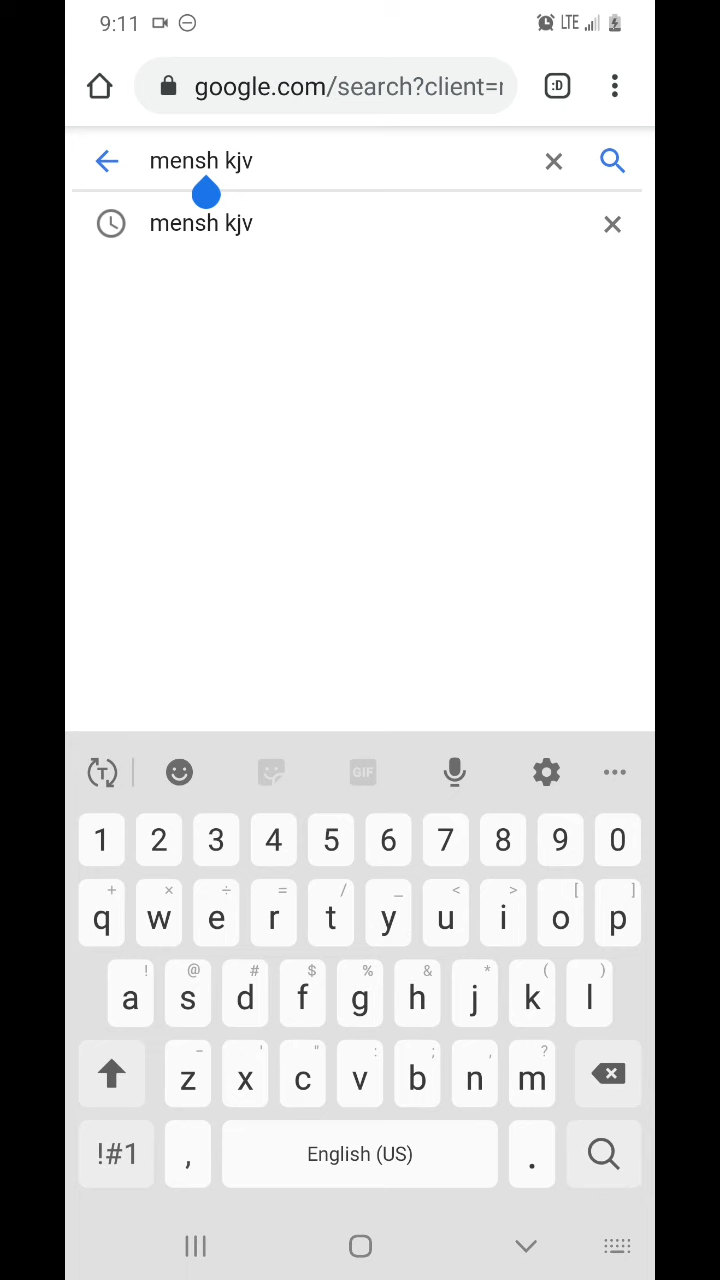 9:11 LTE
google.com/search?client=
:D
mensh kjv
mensh kjv
T GIF
1 2 3 4 5 6 7 8 9 0
+ × ÷ = / _ < > [ ]
q w e r t y u i o p
! @ # $ % & * ( )
a s d f g h j k l
- ' " : ; , ?
z x c v b n m
!#1 , English (US) .